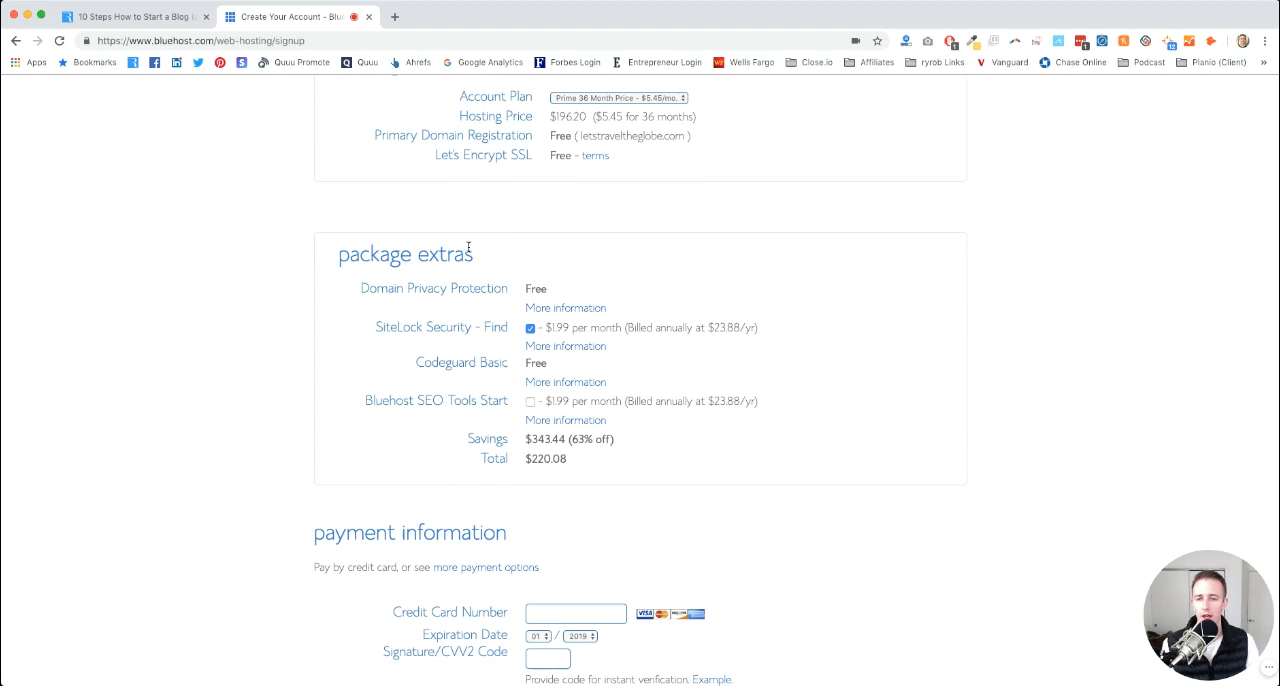 10 Steps How to Start a Blog (a
Create Your Account - Blue
https://www.bluehost.com/web-hosting/signup
Apps
Bookmarks
Quuu Promote
Quuu
Ahrefs
Google Analytics
Forbes Login
Entrepreneur Login
Wells Fargo
Close.io
Affiliates
ryrob Links
Vanguard
Chase Online
Podcast
Planio (Client)
Account Plan Prime 36 Month Price - $5.45/mo.
Hosting Price $196.20 ($5.45 for 36 months)
Primary Domain Registration Free ( letstraveltheglobe.com )
Let's Encrypt SSL Free - terms
package extras
Domain Privacy Protection Free
More information
SiteLock Security - Find - $1.99 per month (Billed annually at $23.88/yr)
More information
Codeguard Basic Free
More information
Bluehost SEO Tools Start - $1.99 per month (Billed annually at $23.88/yr)
More information
Savings $343.44 (63% off)
Total $220.08
payment information
Pay by credit card, or see more payment options
Credit Card Number VISA
Expiration Date 01 / 2019
Signature/CVV2 Code
Provide code for instant verification. Example.